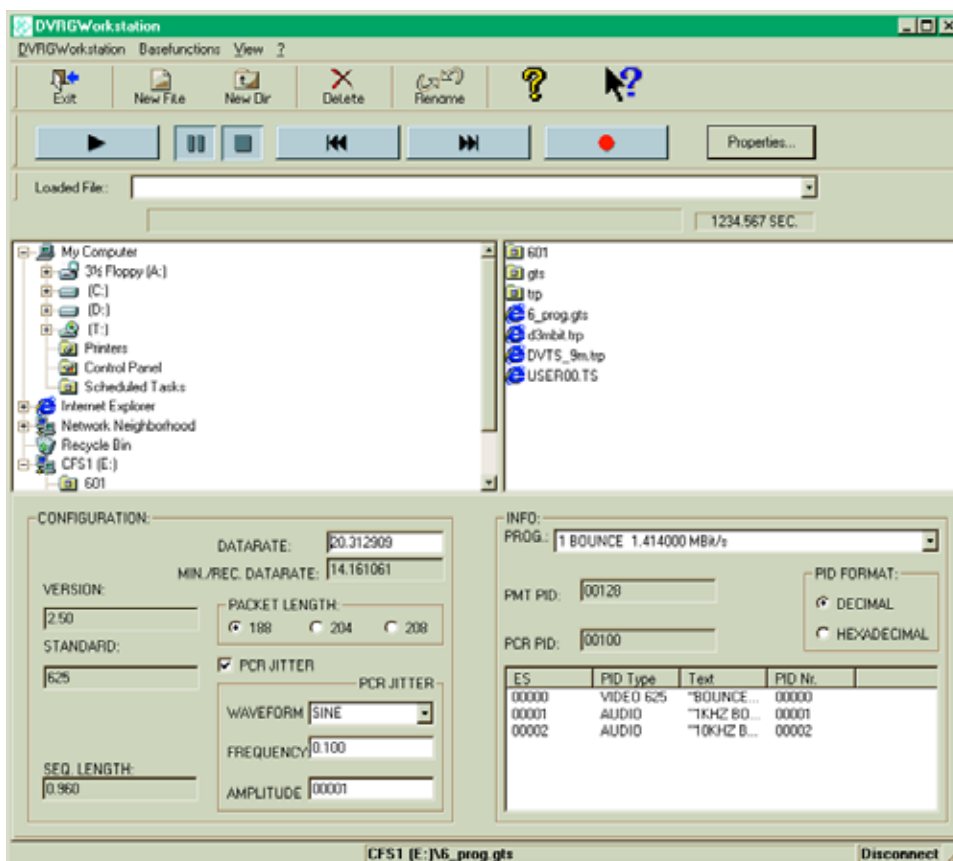 DVRGWorkstation
DVRGWorkstation Basefunctions View ?
Exit New File New Dir Delete Rename
Properties...
Loaded File::
1234.567 SEC.
My Computer
3½ Floppy (A:)
(C:)
(D:)
(T:)
Printers
Control Panel
Scheduled Tasks
Internet Explorer
Network Neighborhood
Recycle Bin
CFS1 (E:)
601
601
gts
trp
6_prog.gts
d3mbit.trp
DVTS_9m.trp
USER00.TS
CONFIGURATION:
DATARATE: 20.312909
MIN./REC. DATARATE: 14.161061
VERSION:
2.50
STANDARD:
625
SEQ. LENGTH:
0.960
PACKET LENGTH:
188 204 208
PCR JITTER
PCR JITTER
WAVEFORM SINE
FREQUENCY 0.100
AMPLITUDE 00001
INFO:
PROG.: 1 BOUNCE 1.414000 MBit/s
PMT PID: 00128
PCR PID: 00100
PID FORMAT:
DECIMAL
HEXADECIMAL
ES PID Type Text PID Nr.
00000 VIDEO 625 "BOUNCE... 00000
00001 AUDIO "1KHZ BO... 00001
00002 AUDIO "10KHZ B... 00002
CFS1 (E:)\6_prog.gts Disconnect